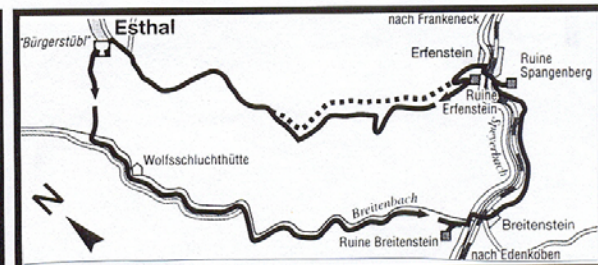 nach Frankeneck
Esthal
"Bürgerstübl"
Erfenstein
Ruine
Spangenberg
Ruine
Erfenstein
Speyerbach
Wolfsschluchthütte
N
Breitenbach
Ruine Breitenstein
Breitenstein
nach Edenkoben